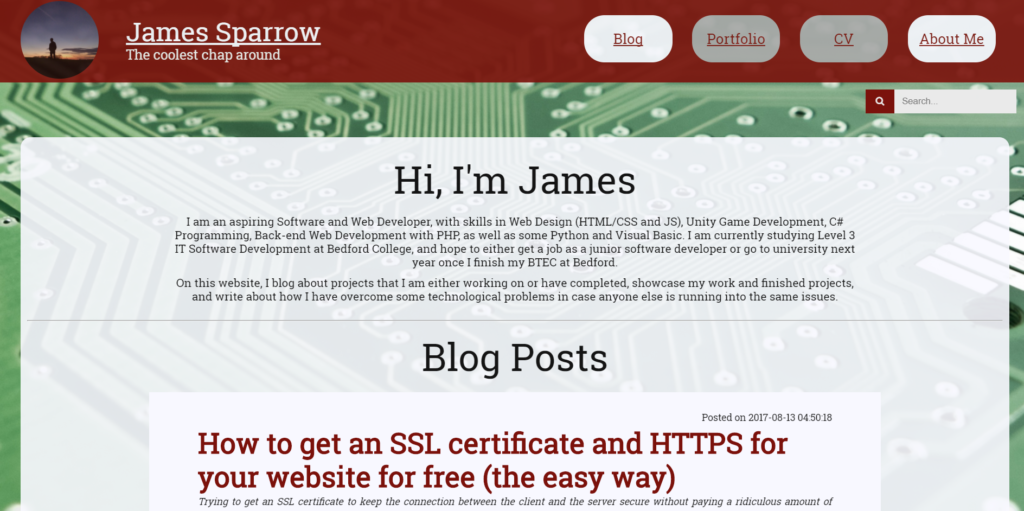 James Sparrow
The coolest chap around
Blog
Portfolio
CV
About Me
Search...
Hi, I'm James
I am an aspiring Software and Web Developer, with skills in Web Design (HTML/CSS and JS), Unity Game Development, C#
Programming, Back-end Web Development with PHP, as well as some Python and Visual Basic. I am currently studying Level 3
IT Software Development at Bedford College, and hope to either get a job as a junior software developer or go to university next
year once I finish my BTEC at Bedford.
On this website, I blog about projects that I am either working on or have completed, showcase my work and finished projects,
and write about how I have overcome some technological problems in case anyone else is running into the same issues.
Blog Posts
Posted on 2017-08-13 04:50:18
How to get an SSL certificate and HTTPS for
your website for free (the easy way)
Trying to get an SSL certificate to keep the connection between the client and the server secure without paying a ridiculous amount of